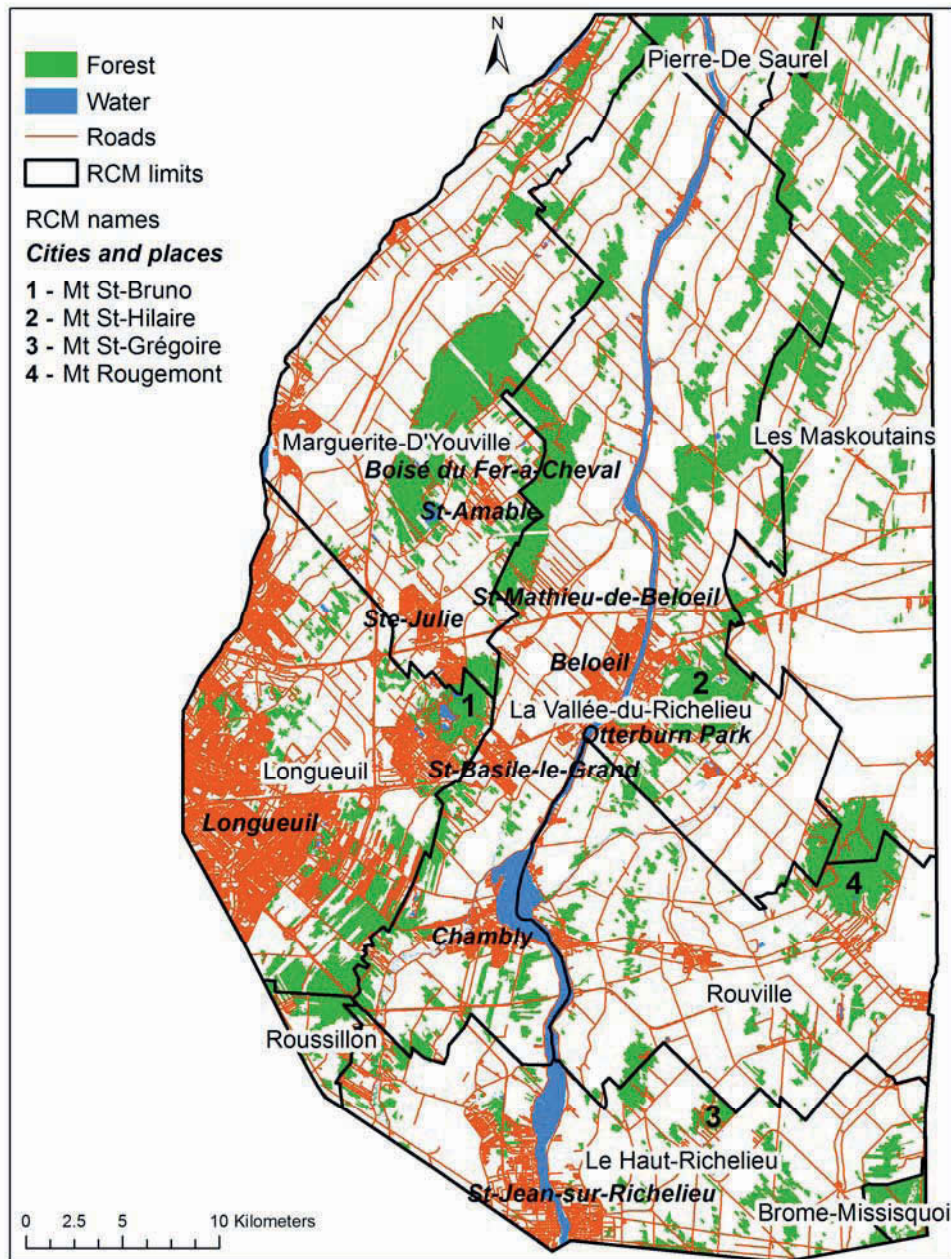 N
Forest
Water
Roads
RCM limits
RCM names
Cities and places
1 - Mt St-Bruno
2 - Mt St-Hilaire
3 - Mt St-Grégoire
4 - Mt Rougemont
Pierre-De Saurel
Les Maskoutains
Marguerite-D'Youville
Boisé du Fer-a-Cheval
St-Amable
St-Mathieu-de-Beloeil
Ste-Julie
Beloeil
2
1
La Vallée-du-Richelieu
Otterburn Park
Longueuil
St-Basile-le-Grand
Longueuil
4
Chambly
Rouville
Roussillon
3
Le Haut-Richelieu
St-Jean-sur-Richelieu
Brome-Missisquoi
0 2.5 5 10 Kilometers